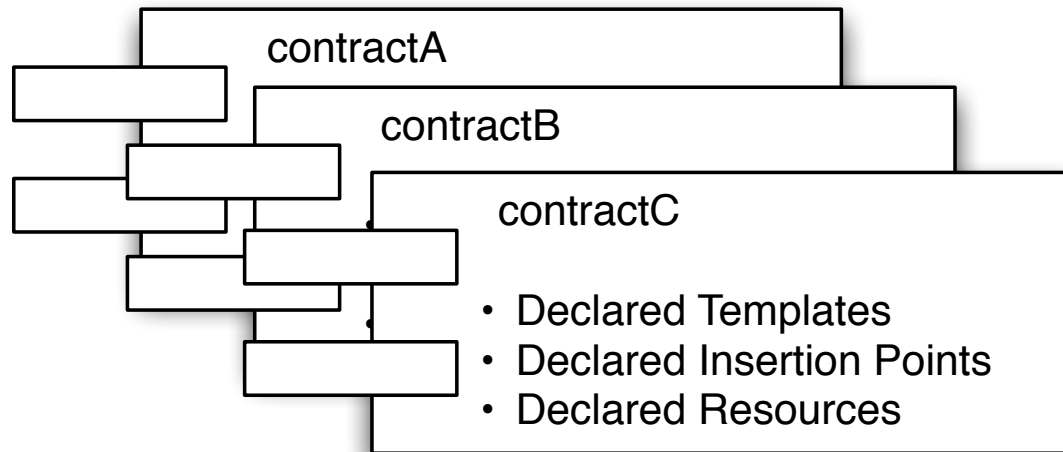 contractA
contractB
contractC
• Declared Templates
• Declared Insertion Points
• Declared Resources